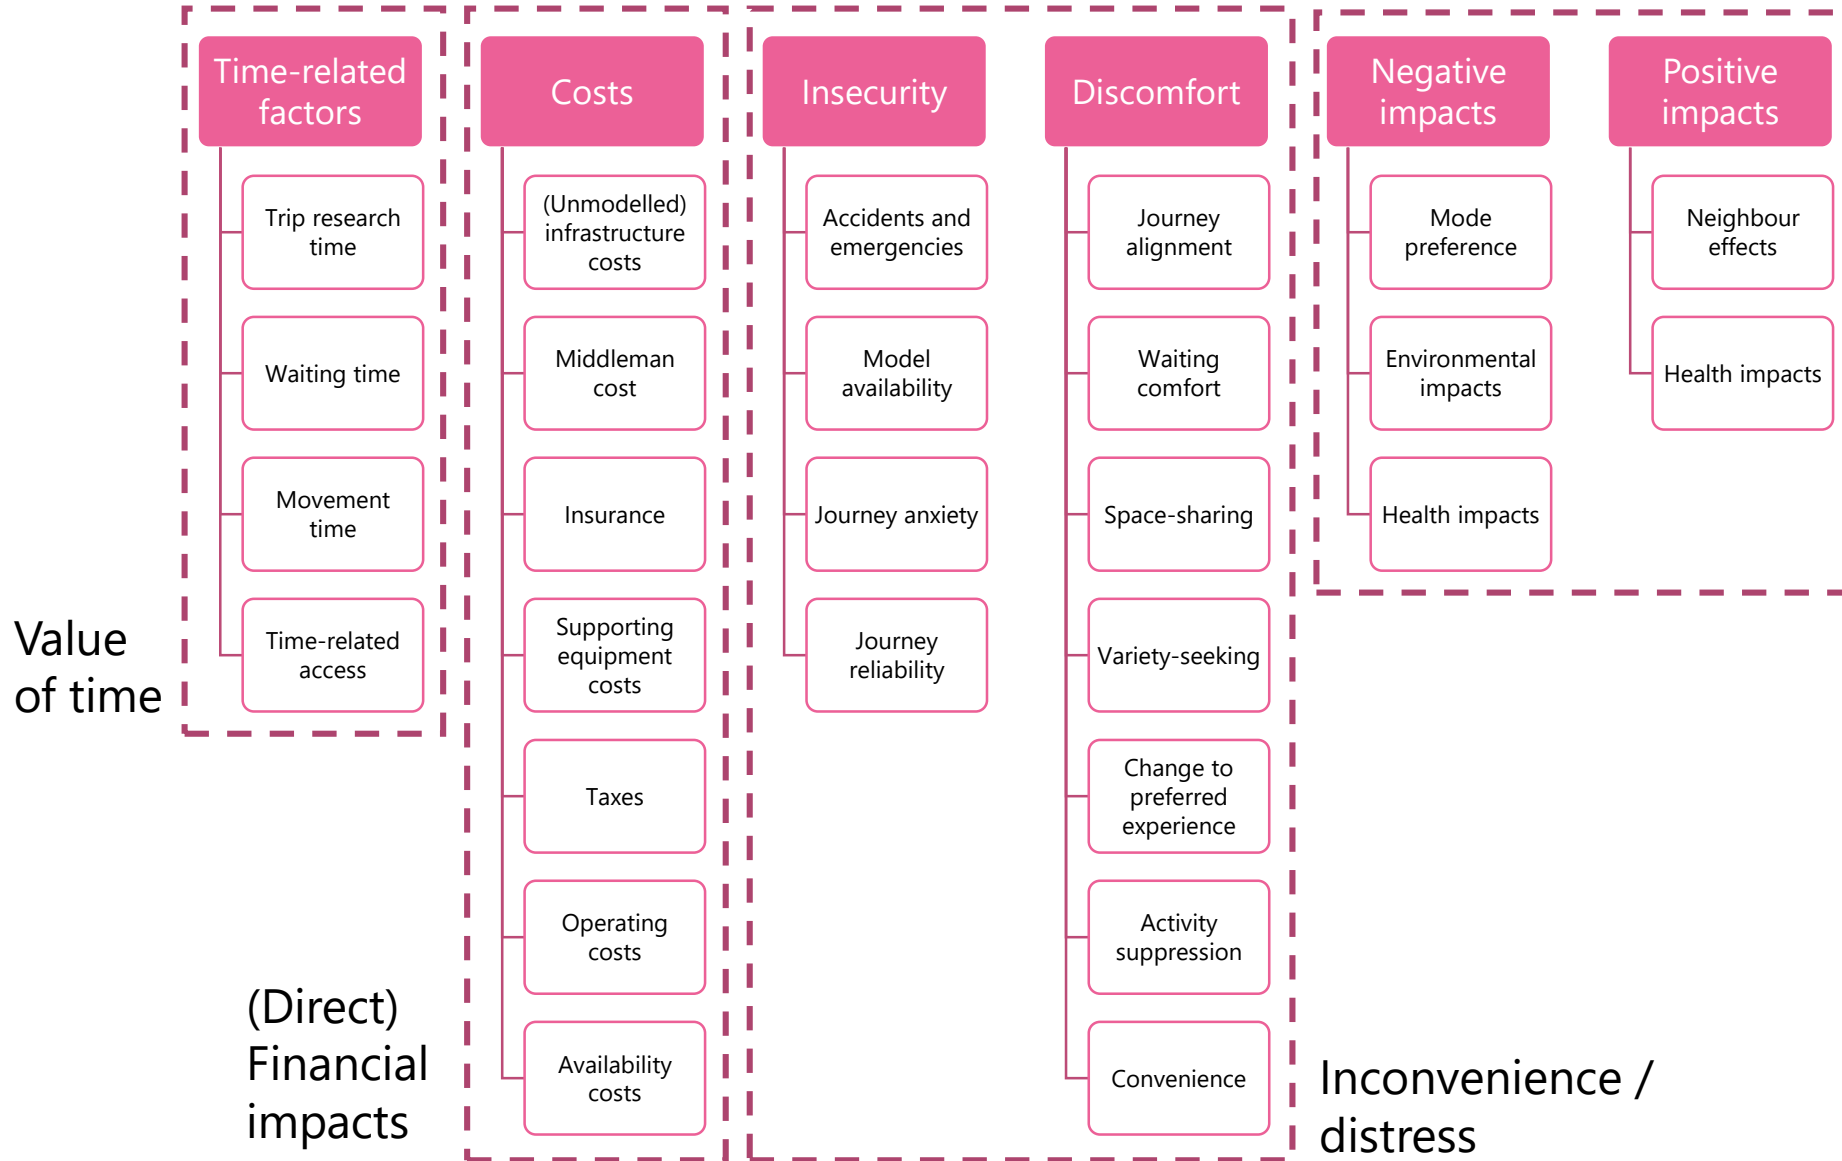 Time-related
factors
Trip research
time
Waiting time
Movement
time
Time-related
access
Value
of time
Costs
(Unmodelled)
infrastructure
costs
Middleman
cost
Insurance
Supporting
equipment
costs
Taxes
Operating
costs
Availability
costs
(Direct)
Financial
impacts
Insecurity
Accidents and
emergencies
Model
availability
Journey anxiety
Journey
reliability
Discomfort
Journey
alignment
Waiting
comfort
Space-sharing
Variety-seeking
Change to
preferred
experience
Activity
suppression
Convenience
Inconvenience /
distress
Negative
impacts
Mode
preference
Environmental
impacts
Health impacts
Positive
impacts
Neighbour
effects
Health impacts